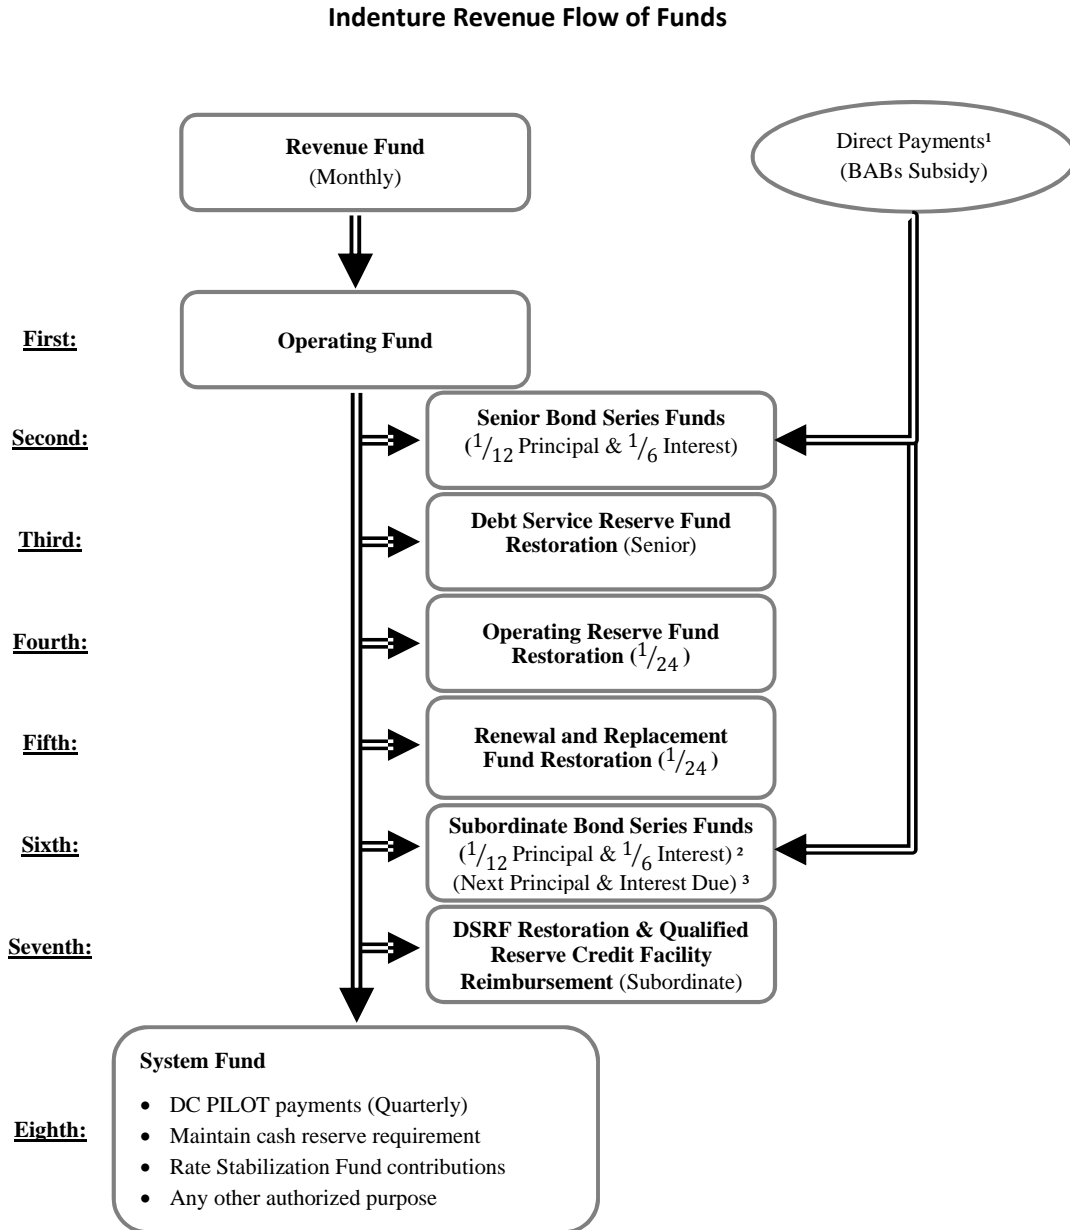 Indenture Revenue Flow of Funds
Revenue Fund
(Monthly)
Direct Payments¹
(BABs Subsidy)
First:
Operating Fund
Second:
Senior Bond Series Funds
(1/12 Principal & 1/6 Interest)
Third:
Debt Service Reserve Fund
Restoration (Senior)
Fourth:
Operating Reserve Fund
Restoration (1/24 )
Fifth:
Renewal and Replacement
Fund Restoration (1/24 )
Sixth:
Subordinate Bond Series Funds
(1/12 Principal & 1/6 Interest) ²
(Next Principal & Interest Due) ³
Seventh:
DSRF Restoration & Qualified
Reserve Credit Facility
Reimbursement (Subordinate)
Eighth:
System Fund
• DC PILOT payments (Quarterly)
• Maintain cash reserve requirement
• Rate Stabilization Fund contributions
• Any other authorized purpose